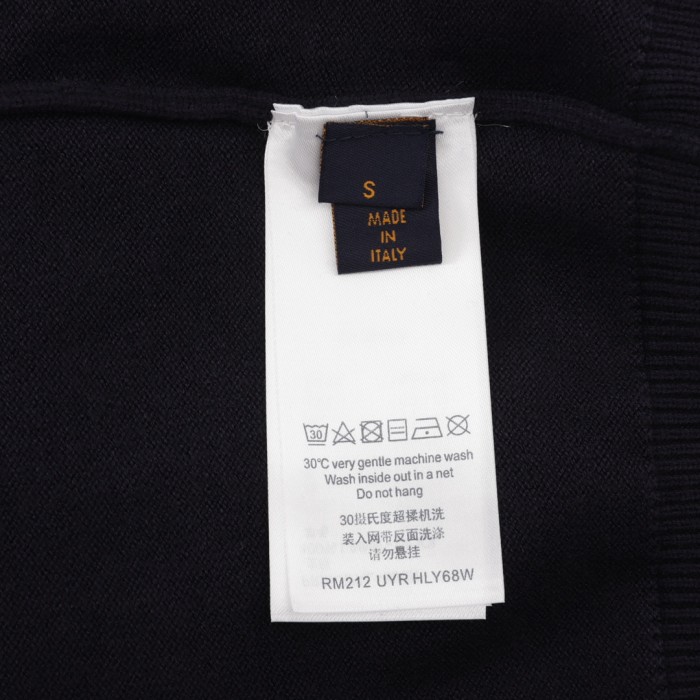 S
MADE
IN
ITALY
30
30°C very gentle machine wash
Wash inside out in a net
Do not hang
30摄氏度超揉机洗
装入网带反面洗涤
请勿悬挂
RM212 UYR HLY68W